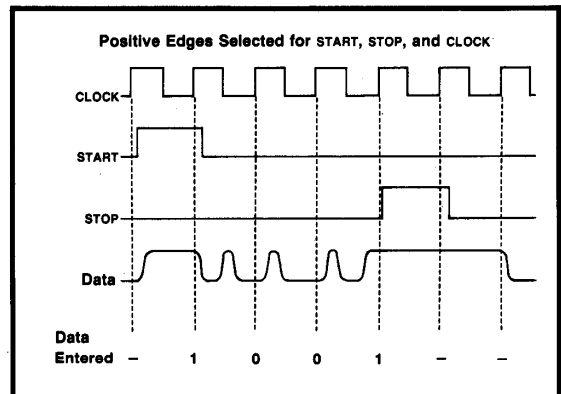 Positive Edges Selected for START, STOP, and CLOCK
CLOCK
START
STOP
Data
Data
Entered – 1 0 0 1 – –